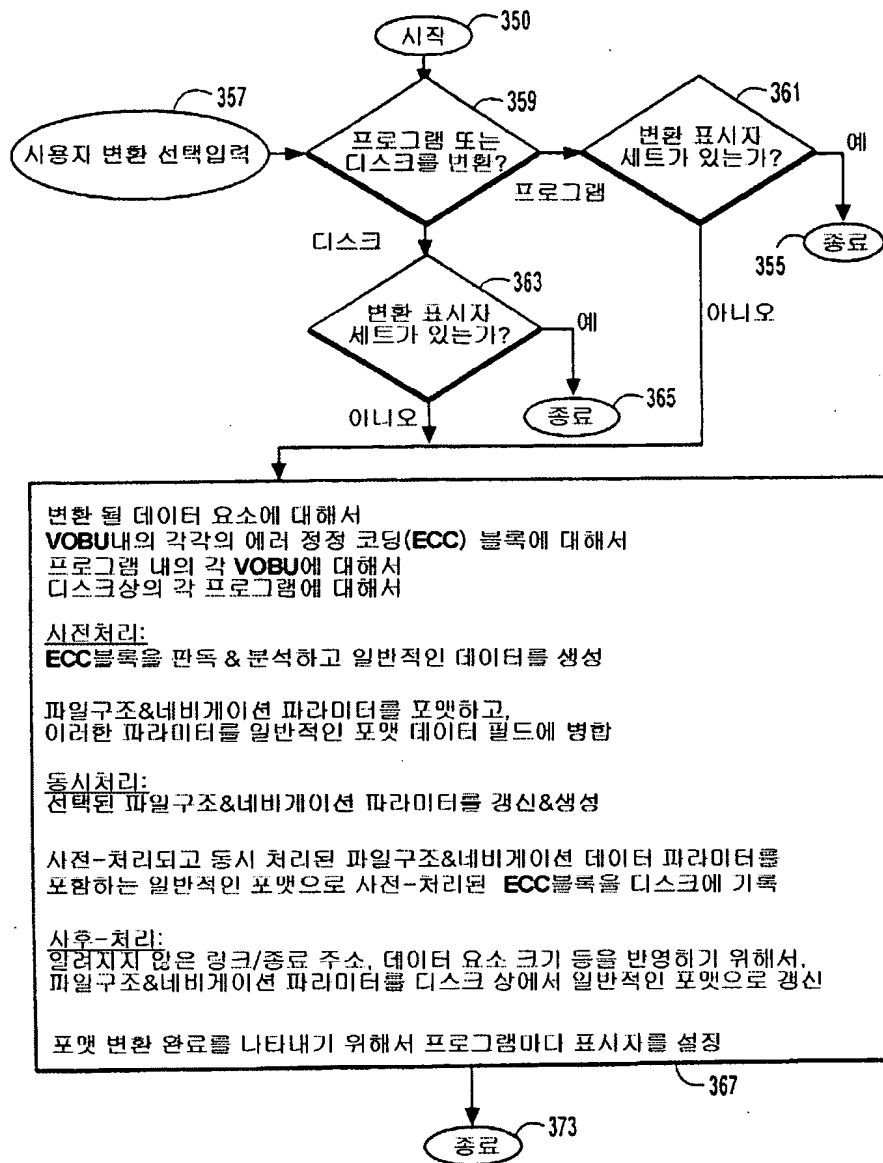 시작
350
357
사용자 변환 선택입력
359
프로그램 또는
디스크를 변환?
프로그램
361
변환 표시자
세트가 있는가?
예
355
종료
디스크
363
변환 표시자
세트가 있는가?
예
아니오
365
종료
아니오
변환 될 데이터 요소에 대해서
VOBU내의 각각의 에러 정정 코딩(ECC) 블록에 대해서
프로그램 내의 각 VOBU에 대해서
디스크상의 각 프로그램에 대해서
사전처리:
ECC블록을 판독 & 분석하고 일반적인 데이터를 생성
파일구조&네비게이션 파라미터를 포맷하고,
이러한 파라미터를 일반적인 포맷 데이터 필드에 병합
동시처리:
선택된 파일구조&네비게이션 파라미터를 갱신&생성
사전-처리되고 동시 처리된 파일구조&네비게이션 데이터 파라미터를
포함하는 일반적인 포맷으로 사전-처리된 ECC블록을 디스크에 기록
사후-처리:
알려지지 않은 링크/종료 주소, 데이터 요소 크기 등을 반영하기 위해서,
파일구조&네비게이션 파라미터를 디스크 상에서 일반적인 포맷으로 갱신
포맷 변환 완료를 나타내기 위해서 프로그램마다 표시자를 설정
367
373
종료